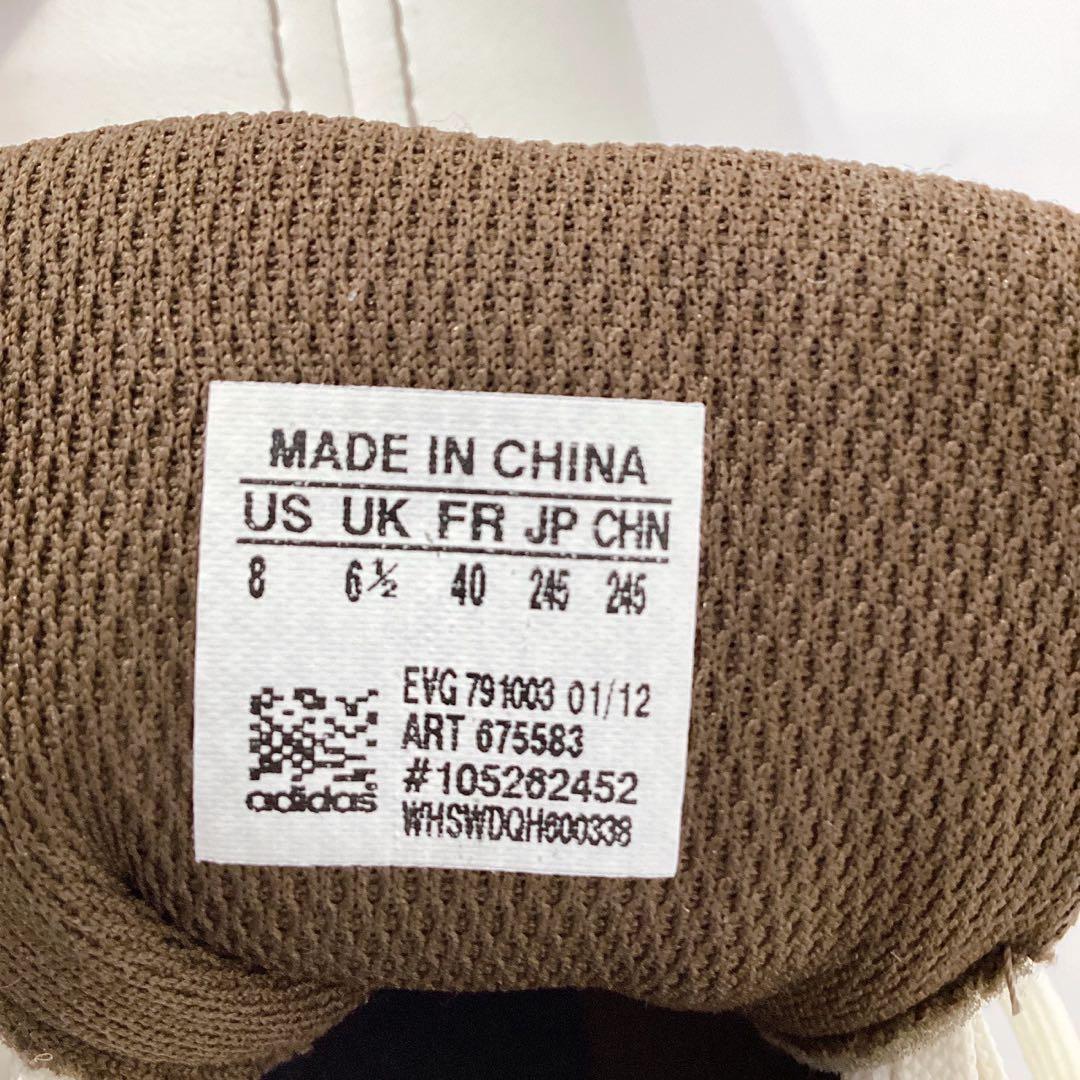 MADE IN CHINA
US UK FR JP CHN
8 6½ 40 245 245
EVG 791003 01/12
ART 675583
#105262452
adidas
WHSWDQH600338